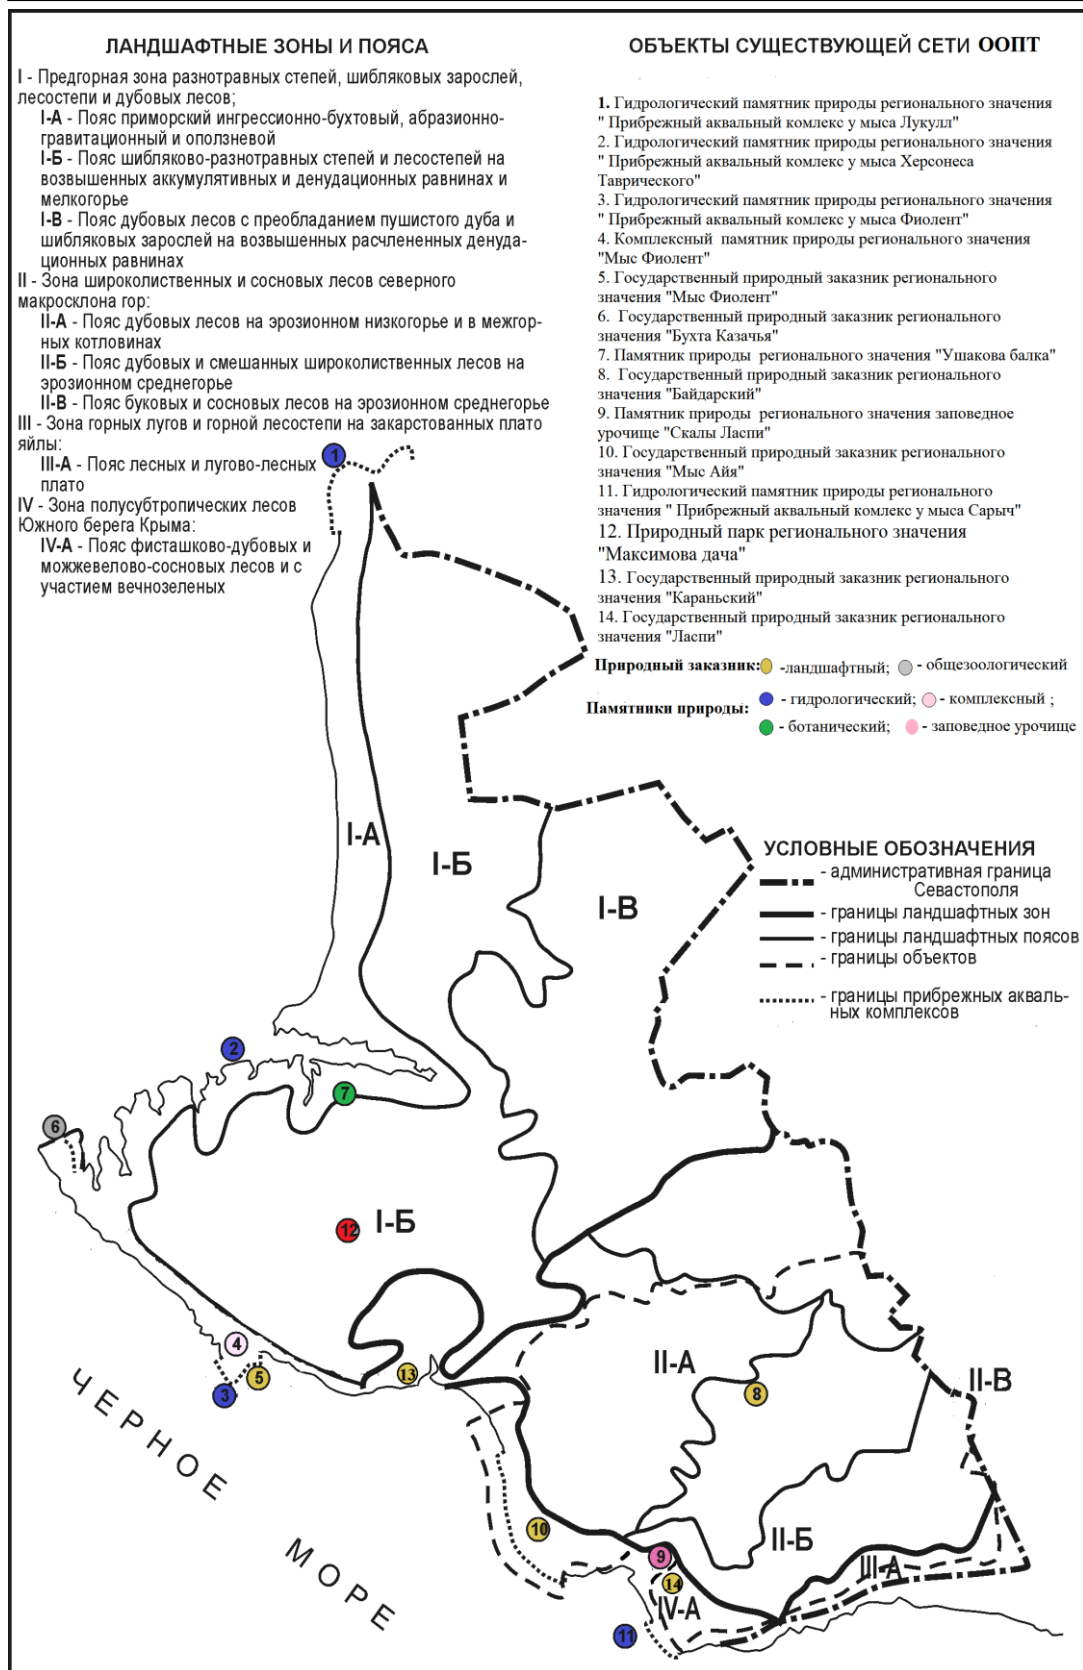 ЛАНДШАФТНЫЕ ЗОНЫ И ПОЯСА
I - Предгорная зона разнотравных степей, шибляковых зарослей,
лесостепи и дубовых лесов;
I-А - Пояс приморский ингрессионно-бухтовый, абразионно-
гравитационный и оползневой
I-Б - Пояс шибляково-разнотравных степей и лесостепей на
возвышенных аккумулятивных и денудационных равнинах и
мелкогорье
I-В - Пояс дубовых лесов с преобладанием пушистого дуба и
шибляковых зарослей на возвышенных расчлененных денуда-
ционных равнинах
II - Зона широколиственных и сосновых лесов северного
макросклона гор:
II-А - Пояс дубовых лесов на эрозионном низкогорье и в межгор-
ных котловинах
II-Б - Пояс дубовых и смешанных широколиственных лесов на
эрозионном среднегорье
II-В - Пояс буковых и сосновых лесов на эрозионном среднегорье
III - Зона горных лугов и горной лесостепи на закарстованных плато
яйлы:
III-А - Пояс лесных и лугово-лесных
плато
IV - Зона полусубтропических лесов
Южного берега Крыма:
IV-А - Пояс фисташково-дубовых и
можжевелово-сосновых лесов и с
участием вечнозеленых
ОБЪЕКТЫ СУЩЕСТВУЮЩЕЙ СЕТИ ООПТ
1. Гидрологический памятник природы регионального значения
" Прибрежный аквальный комлекс у мыса Лукулл"
2. Гидрологический памятник природы регионального значения
" Прибрежный аквальный комлекс у мыса Херсонеса
Таврического"
3. Гидрологический памятник природы регионального значения
" Прибрежный аквальный комлекс у мыса Фиолент"
4. Комплексный памятник природы регионального значения
"Мыс Фиолент"
5. Государственный природный заказник регионального
значения "Мыс Фиолент"
6. Государственный природный заказник регионального
значения "Бухта Казачья"
7. Памятник природы регионального значения "Ушакова балка"
8. Государственный природный заказник регионального
значения "Байдарский"
9. Памятник природы регионального значения заповедное
урочище "Скалы Ласпи"
10. Государственный природный заказник регионального
значения "Мыс Айя"
11. Гидрологический памятник природы регионального
значения " Прибрежный аквальный комлекс у мыса Сарыч"
12. Природный парк регионального значения
"Максимова дача"
13. Государственный природный заказник регионального
значения "Караньский"
14. Государственный природный заказник регионального
значения "Ласпи"
Природный заказник: -ландшафтный; - общезоологический
Памятники природы: - гидрологический; - комплексный ;
- ботанический; - заповедное урочище
УСЛОВНЫЕ ОБОЗНАЧЕНИЯ
- административная граница
Севастополя
- границы ландшафтных зон
- границы ландшафтных поясов
- границы объектов
- границы прибрежных акваль-
ных комплексов
1
I-А
I-Б
I-В
2
7
6
12
I-Б
4
5
3
13
II-А
8
II-В
10
9
II-Б
14
III-А
IV-А
11
ЧЕРНОЕ
МОРЕ